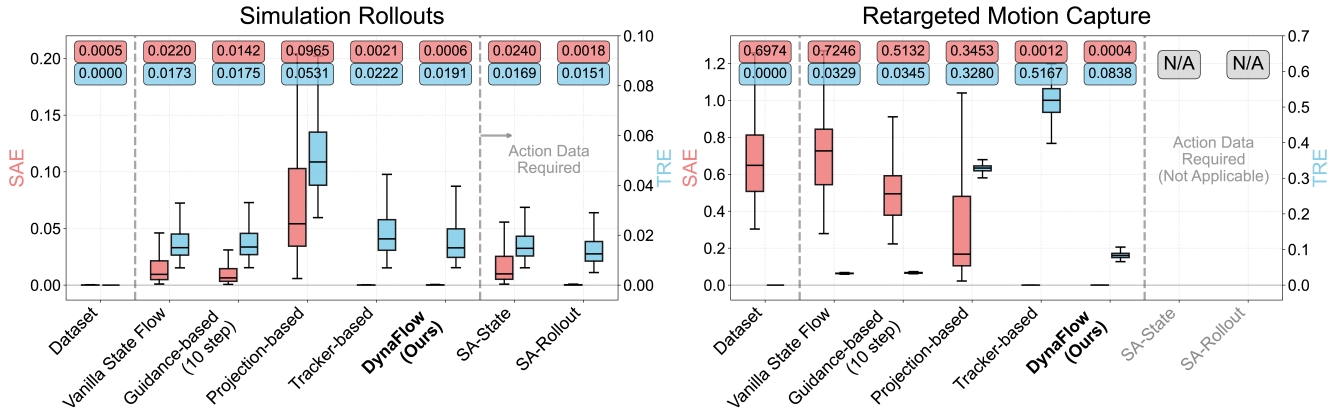 Simulation Rollouts
0.0005 0.0220 0.0142 0.0965 0.0021 0.0006 0.0240 0.0018
0.0000 0.0173 0.0175 0.0531 0.0222 0.0191 0.0169 0.0151
SAE
0.20
0.15
0.10
0.05
0.00
0.10
0.08
0.06
0.04
0.02
0.00
TRE
Action Data
Required
Dataset
Vanilla State Flow
Guidance-based
(10 step)
Projection-based
Tracker-based
DynaFlow
(Ours)
SA-State
SA-Rollout
Retargeted Motion Capture
0.6974 0.7246 0.5132 0.3453 0.0012 0.0004 N/A N/A
0.0000 0.0329 0.0345 0.3280 0.5167 0.0838
SAE
1.2
1.0
0.8
0.6
0.4
0.2
0.0
0.7
0.6
0.5
0.4
0.3
0.2
0.1
0.0
TRE
Action Data
Required
(Not Applicable)
Dataset
Vanilla State Flow
Guidance-based
(10 step)
Projection-based
Tracker-based
DynaFlow
(Ours)
SA-State
SA-Rollout